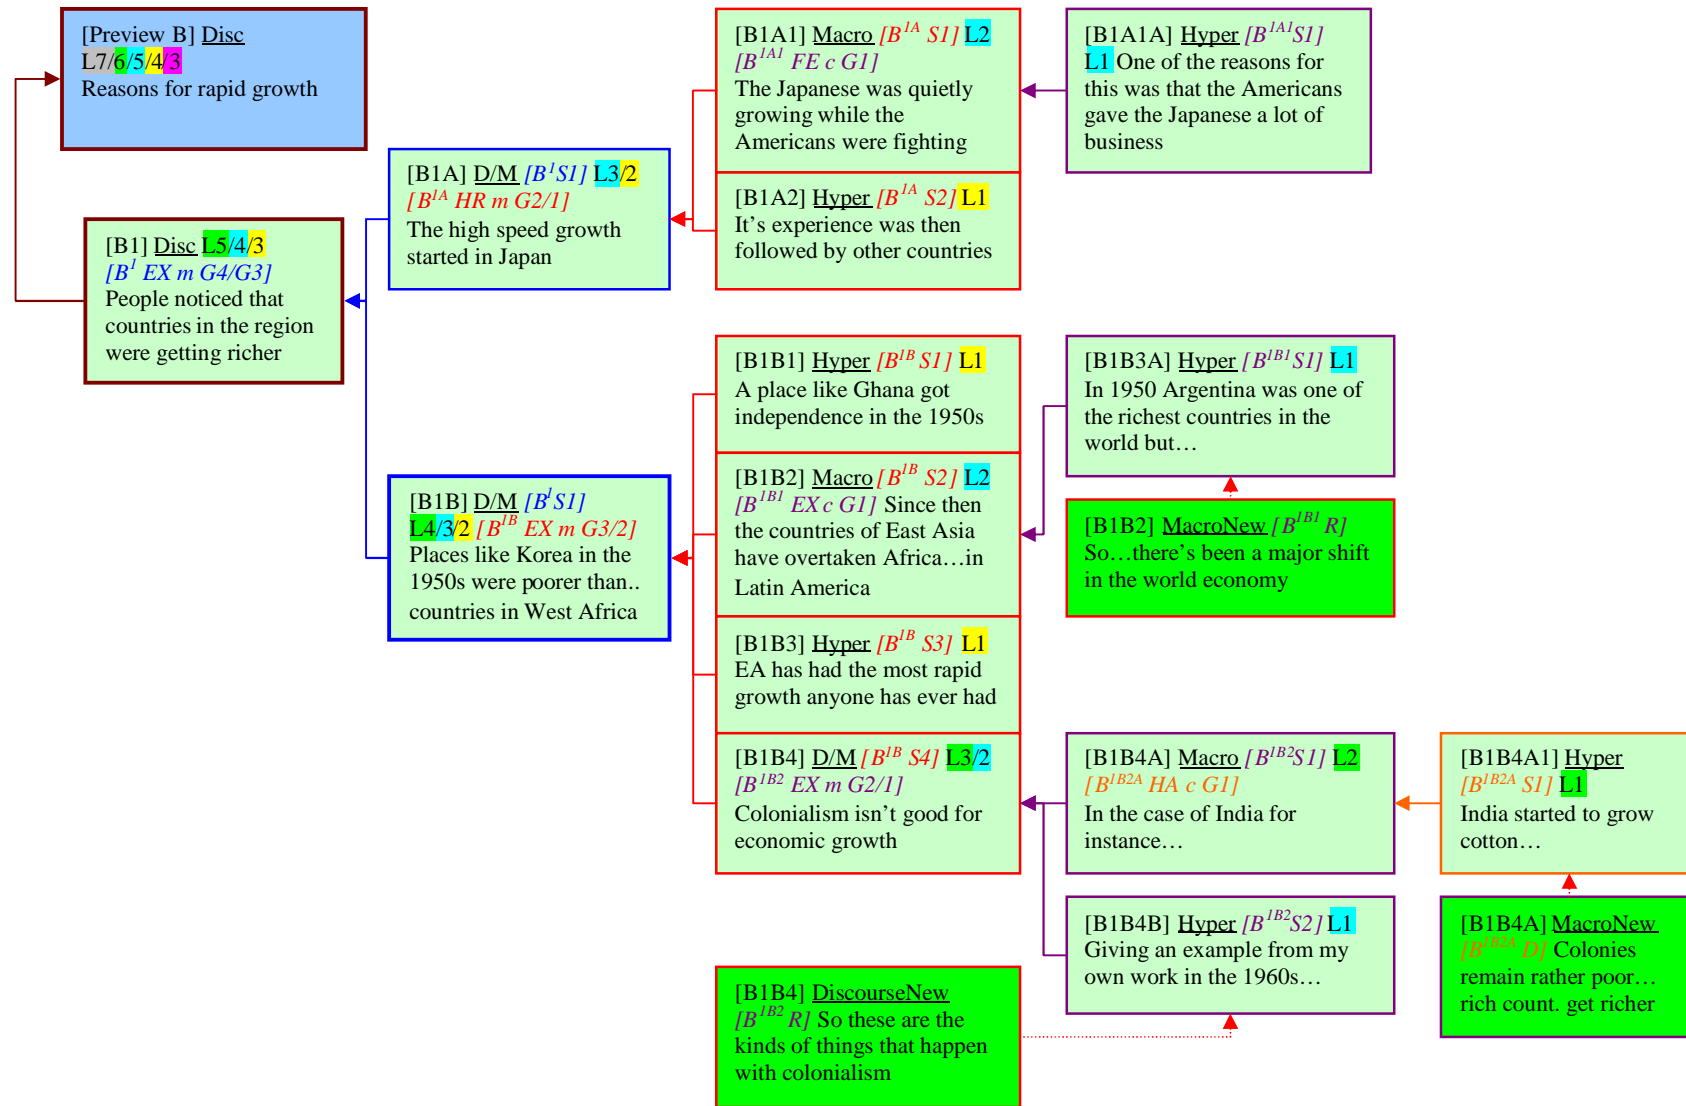 [Preview B] Disc
L7/6/5/4/3
Reasons for rapid growth
[B1] Disc L5/4/3
[B¹ EX m G4/G3]
People noticed that
countries in the region
were getting richer
[B1A] D/M [B¹S1] L3/2
[B¹ᴬ HR m G2/1]
The high speed growth
started in Japan
[B1B] D/M [B¹S1]
L4/3/2 [B¹ᴮ EX m G3/2]
Places like Korea in the
1950s were poorer than..
countries in West Africa
[B1A1] Macro [B¹ᴬ S1] L2
[B¹ᴬ¹ FE c G1]
The Japanese was quietly
growing while the
Americans were fighting
[B1A2] Hyper [B¹ᴬ S2] L1
It’s experience was then
followed by other countries
[B1B1] Hyper [B¹ᴮ S1] L1
A place like Ghana got
independence in the 1950s
[B1B2] Macro [B¹ᴮ S2] L2
[B¹ᴮ¹ EX c G1] Since then
the countries of East Asia
have overtaken Africa…in
Latin America
[B1B3] Hyper [B¹ᴮ S3] L1
EA has had the most rapid
growth anyone has ever had
[B1B4] D/M [B¹ᴮ S4] L3/2
[B¹ᴮ² EX m G2/1]
Colonialism isn’t good for
economic growth
[B1B4] DiscourseNew
[B¹ᴮ² R] So these are the
kinds of things that happen
with colonialism
[B1A1A] Hyper [B¹ᴬ¹S1]
L1 One of the reasons for
this was that the Americans
gave the Japanese a lot of
business
[B1B3A] Hyper [B¹ᴮ¹S1] L1
In 1950 Argentina was one of
the richest countries in the
world but…
[B1B2] MacroNew [B¹ᴮ¹ R]
So…there’s been a major shift
in the world economy
[B1B4A] Macro [B¹ᴮ²S1] L2
[B¹ᴮ²ᴬ HA c G1]
In the case of India for
instance…
[B1B4B] Hyper [B¹ᴮ²S2] L1
Giving an example from my
own work in the 1960s…
[B1B4A1] Hyper
[B¹ᴮ²ᴬ S1] L1
India started to grow
cotton…
[B1B4A] MacroNew
[B¹ᴮ²ᴬ D] Colonies
remain rather poor…
rich count. get richer